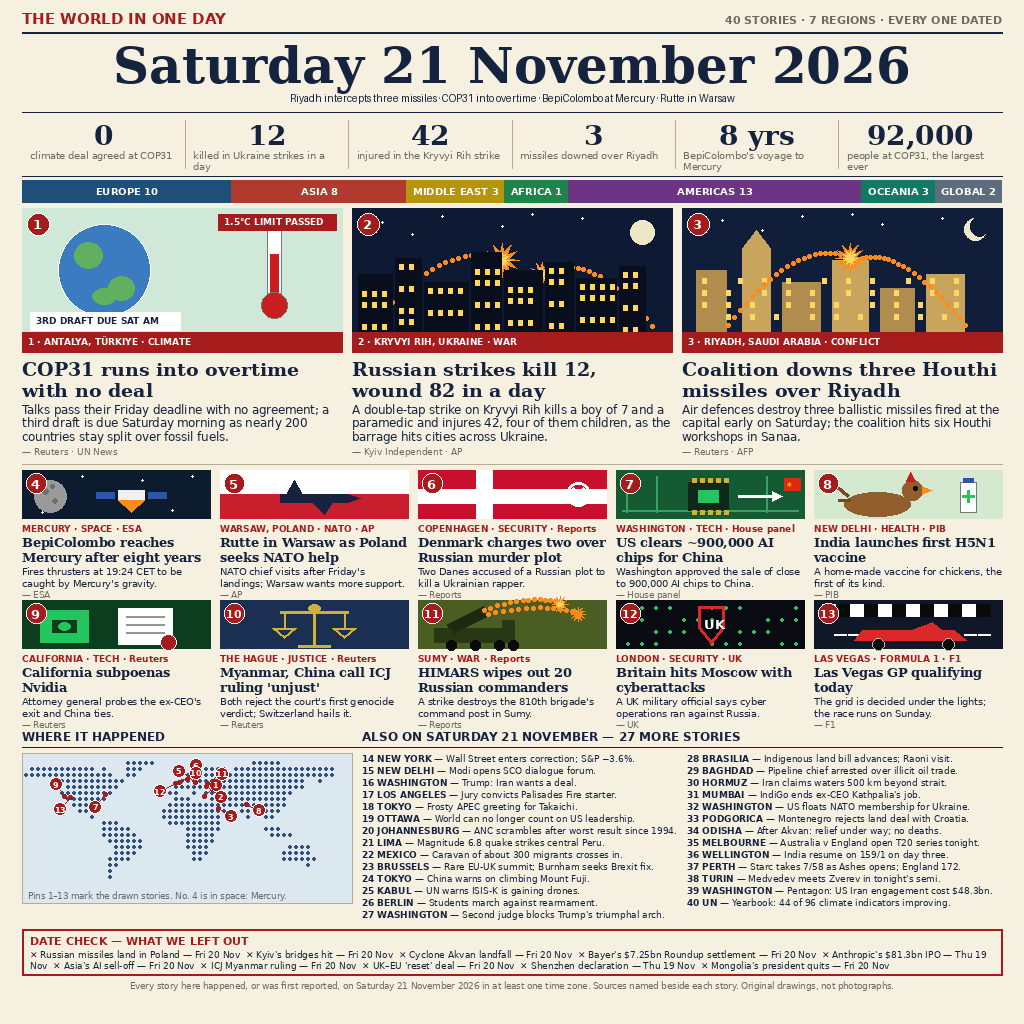 THE WORLD IN ONE DAY
40 STORIES · 7 REGIONS · EVERY ONE DATED
Saturday 21 November 2026
Riyadh intercepts three missiles · COP31 into overtime · BepiColombo at Mercury · Rutte in Warsaw
0
climate deal agreed at COP31
12
killed in Ukraine strikes in a
day
42
injured in the Kryvyi Rih strike
3
missiles downed over Riyadh
8 yrs
BepiColombo's voyage to
Mercury
92,000
people at COP31, the largest
ever
EUROPE 10
ASIA 8
MIDDLE EAST 3
AFRICA 1
AMERICAS 13
OCEANIA 3
GLOBAL 2
1
1.5°C LIMIT PASSED
3RD DRAFT DUE SAT AM
1 · ANTALYA, TÜRKIYE · CLIMATE
COP31 runs into overtime
with no deal
Talks pass their Friday deadline with no agreement; a
third draft is due Saturday morning as nearly 200
countries stay split over fossil fuels.
— Reuters · UN News
2
2 · KRYVYI RIH, UKRAINE · WAR
Russian strikes kill 12,
wound 82 in a day
A double-tap strike on Kryvyi Rih kills a boy of 7 and a
paramedic and injures 42, four of them children, as the
barrage hits cities across Ukraine.
— Kyiv Independent · AP
3
3 · RIYADH, SAUDI ARABIA · CONFLICT
Coalition downs three Houthi
missiles over Riyadh
Air defences destroy three ballistic missiles fired at the
capital early on Saturday; the coalition hits six Houthi
workshops in Sanaa.
— Reuters · AFP
4
MERCURY · SPACE · ESA
BepiColombo reaches
Mercury after eight years
Fires thrusters at 19:24 CET to be
caught by Mercury's gravity.
— ESA
5
WARSAW, POLAND · NATO · AP
Rutte in Warsaw as Poland
seeks NATO help
NATO chief visits after Friday's
landings; Warsaw wants more support.
— AP
6
COPENHAGEN · SECURITY · Reports
Denmark charges two over
Russian murder plot
Two Danes accused of a Russian plot to
kill a Ukrainian rapper.
— Reports
7
WASHINGTON · TECH · House panel
US clears ~900,000 AI
chips for China
Washington approved the sale of close
to 900,000 AI chips to China.
— House panel
8
NEW DELHI · HEALTH · PIB
India launches first H5N1
vaccine
A home-made vaccine for chickens, the
first of its kind.
— PIB
9
CALIFORNIA · TECH · Reuters
California subpoenas
Nvidia
Attorney general probes the ex-CEO's
exit and China ties.
— Reuters
10
THE HAGUE · JUSTICE · Reuters
Myanmar, China call ICJ
ruling 'unjust'
Both reject the court's first genocide
verdict; Switzerland hails it.
— Reuters
11
SUMY · WAR · Reports
HIMARS wipes out 20
Russian commanders
A strike destroys the 810th brigade's
command post in Sumy.
— Reports
12
UK
LONDON · SECURITY · UK
Britain hits Moscow with
cyberattacks
A UK military official says cyber
operations ran against Russia.
— UK
13
LAS VEGAS · FORMULA 1 · F1
Las Vegas GP qualifying
today
The grid is decided under the lights;
the race runs on Sunday.
— F1
WHERE IT HAPPENED
9
13
7
12
5
6
10
11
1
2
3
8
Pins 1–13 mark the drawn stories. No. 4 is in space: Mercury.
ALSO ON SATURDAY 21 NOVEMBER — 27 MORE STORIES
14 NEW YORK — Wall Street enters correction; S&P −3.6%.
15 NEW DELHI — Modi opens SCO dialogue forum.
16 WASHINGTON — Trump: Iran wants a deal.
17 LOS ANGELES — Jury convicts Palisades Fire starter.
18 TOKYO — Frosty APEC greeting for Takaichi.
19 OTTAWA — World can no longer count on US leadership.
20 JOHANNESBURG — ANC scrambles after worst result since 1994.
21 LIMA — Magnitude 6.8 quake strikes central Peru.
22 MEXICO — Caravan of about 300 migrants crosses in.
23 BRUSSELS — Rare EU-UK summit; Burnham seeks Brexit fix.
24 TOKYO — China warns on climbing Mount Fuji.
25 KABUL — UN warns ISIS-K is gaining drones.
26 BERLIN — Students march against rearmament.
27 WASHINGTON — Second judge blocks Trump's triumphal arch.
28 BRASILIA — Indigenous land bill advances; Raoni visit.
29 BAGHDAD — Pipeline chief arrested over illicit oil trade.
30 HORMUZ — Iran claims waters 500 km beyond strait.
31 MUMBAI — IndiGo ends ex-CEO Kathpalia's job.
32 WASHINGTON — US floats NATO membership for Ukraine.
33 PODGORICA — Montenegro rejects land deal with Croatia.
34 ODISHA — After Akvan: relief under way; no deaths.
35 MELBOURNE — Australia v England open T20 series tonight.
36 WELLINGTON — India resume on 159/1 on day three.
37 PERTH — Starc takes 7/58 as Ashes opens; England 172.
38 TURIN — Medvedev meets Zverev in tonight's semi.
39 WASHINGTON — Pentagon: US Iran engagement cost $48.3bn.
40 UN — Yearbook: 44 of 96 climate indicators improving.
DATE CHECK — WHAT WE LEFT OUT
× Russian missiles land in Poland — Fri 20 Nov × Kyiv's bridges hit — Fri 20 Nov × Cyclone Akvan landfall — Fri 20 Nov × Bayer's $7.25bn Roundup settlement — Fri 20 Nov × Anthropic's $81.3bn IPO — Thu 19
Nov × Asia's AI sell-off — Fri 20 Nov × ICJ Myanmar ruling — Fri 20 Nov × UK–EU 'reset' deal — Fri 20 Nov × Shenzhen declaration — Thu 19 Nov × Mongolia's president quits — Fri 20 Nov
Every story here happened, or was first reported, on Saturday 21 November 2026 in at least one time zone. Sources named beside each story. Original drawings, not photographs.